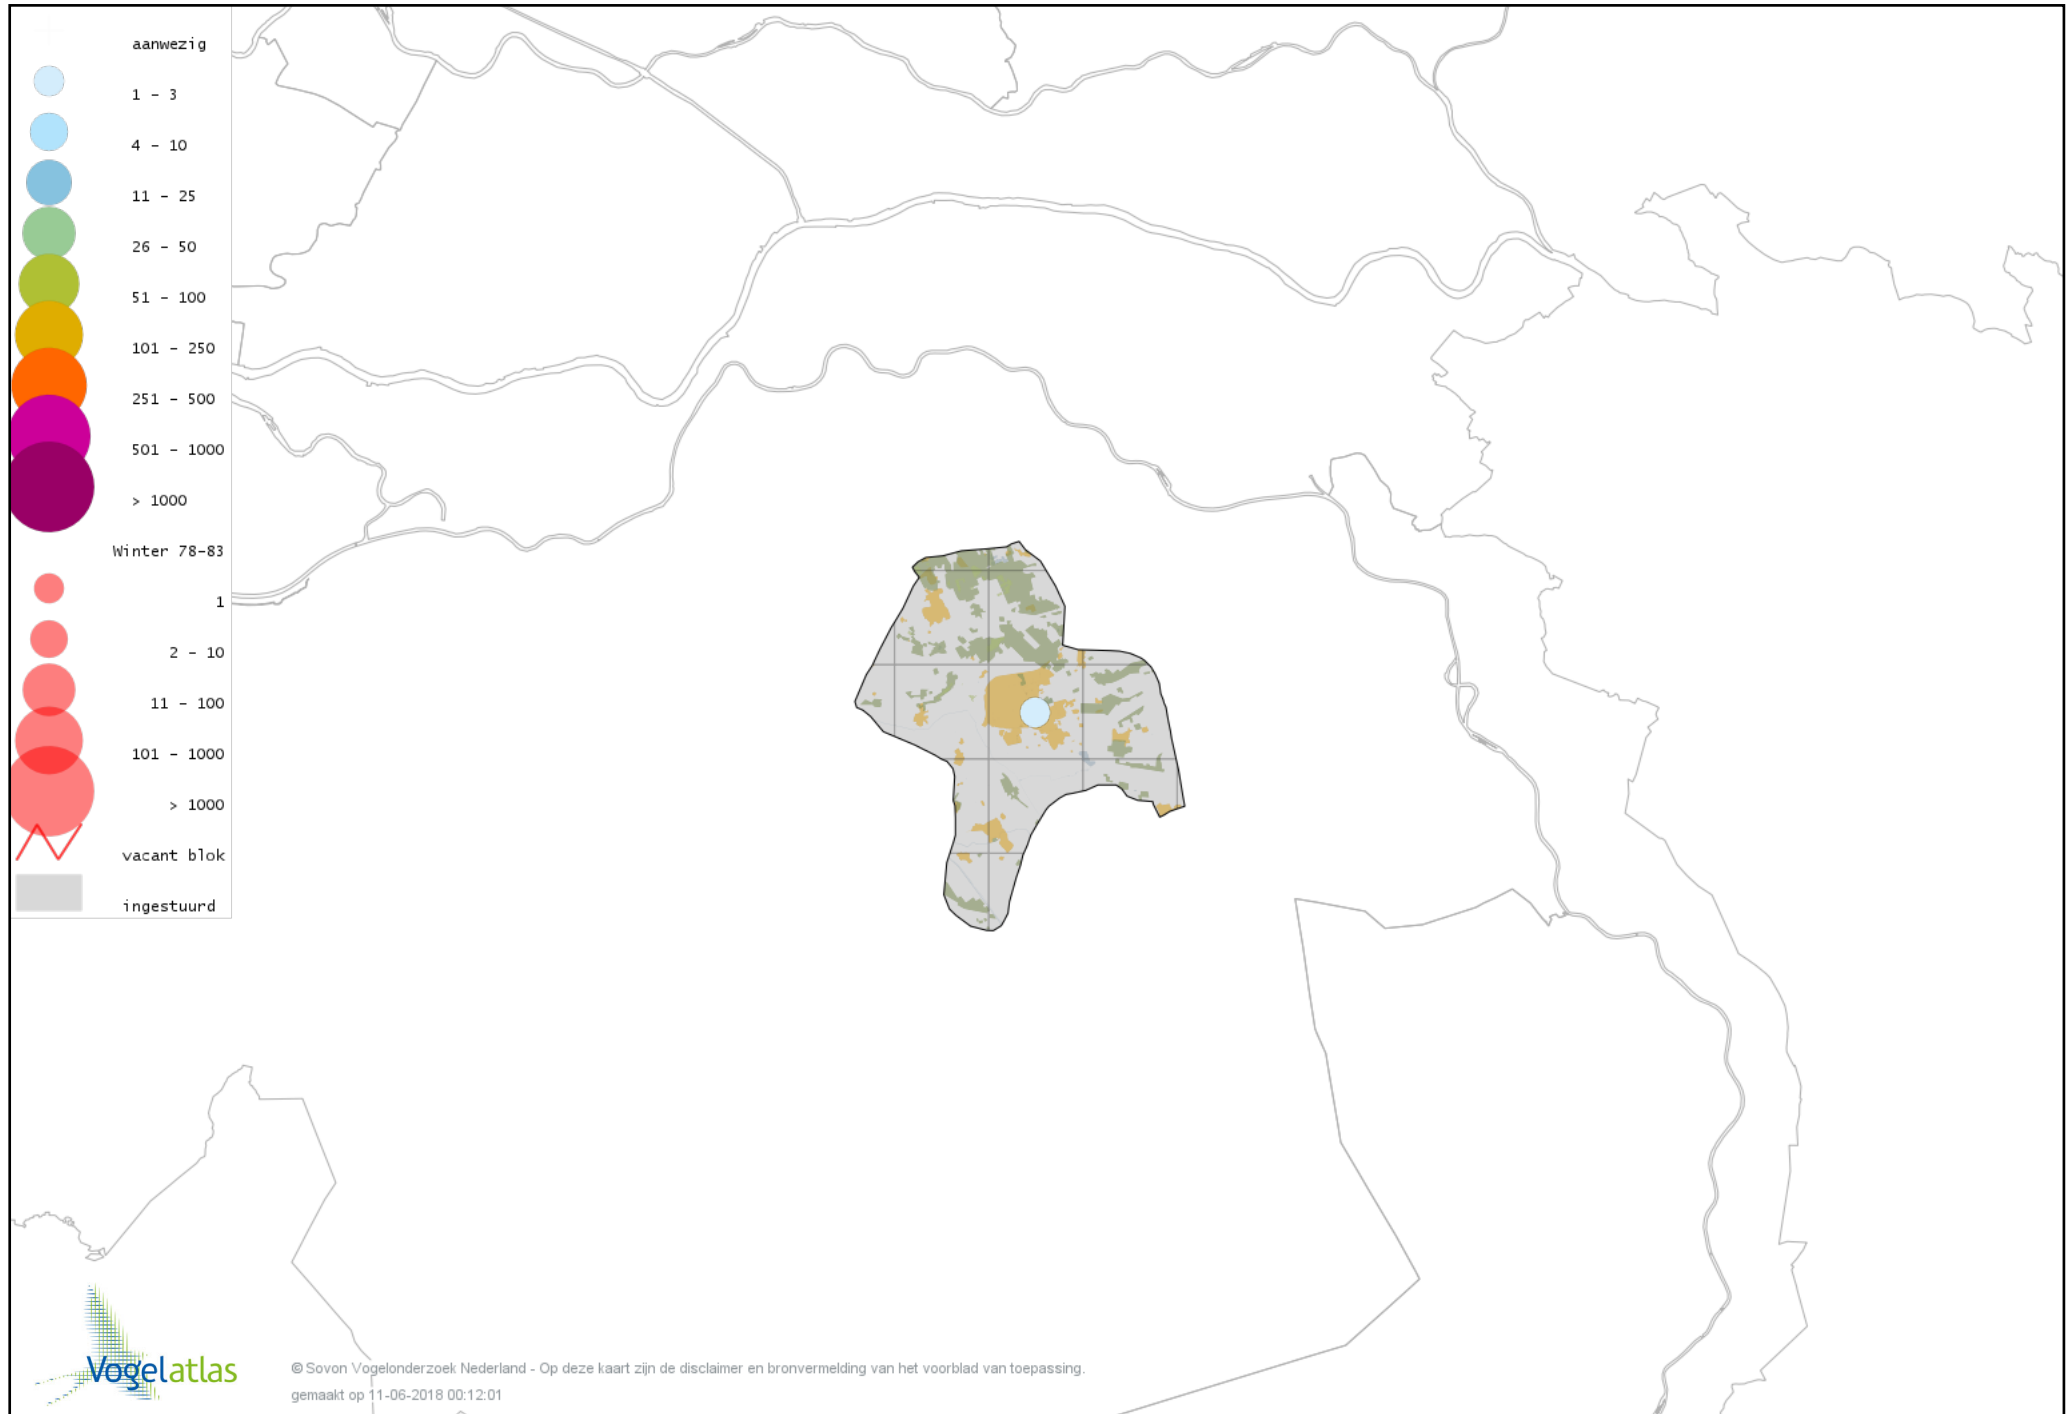 aanwezig
1 - 3
4 - 10
11 - 25
26 - 50
51 - 100
101 - 250
251 - 500
501 - 1000
> 1000
Winter 78-83
1
2 - 10
11 - 100
101 - 1000
> 1000
vacant blok
ingestuurd
Vogelatlas
© Sovon Vogelonderzoek Nederland - Op deze kaart zijn de disclaimer en bronvermelding van het voorblad van toepassing.
gemaakt op 11-06-2018 00:12:01